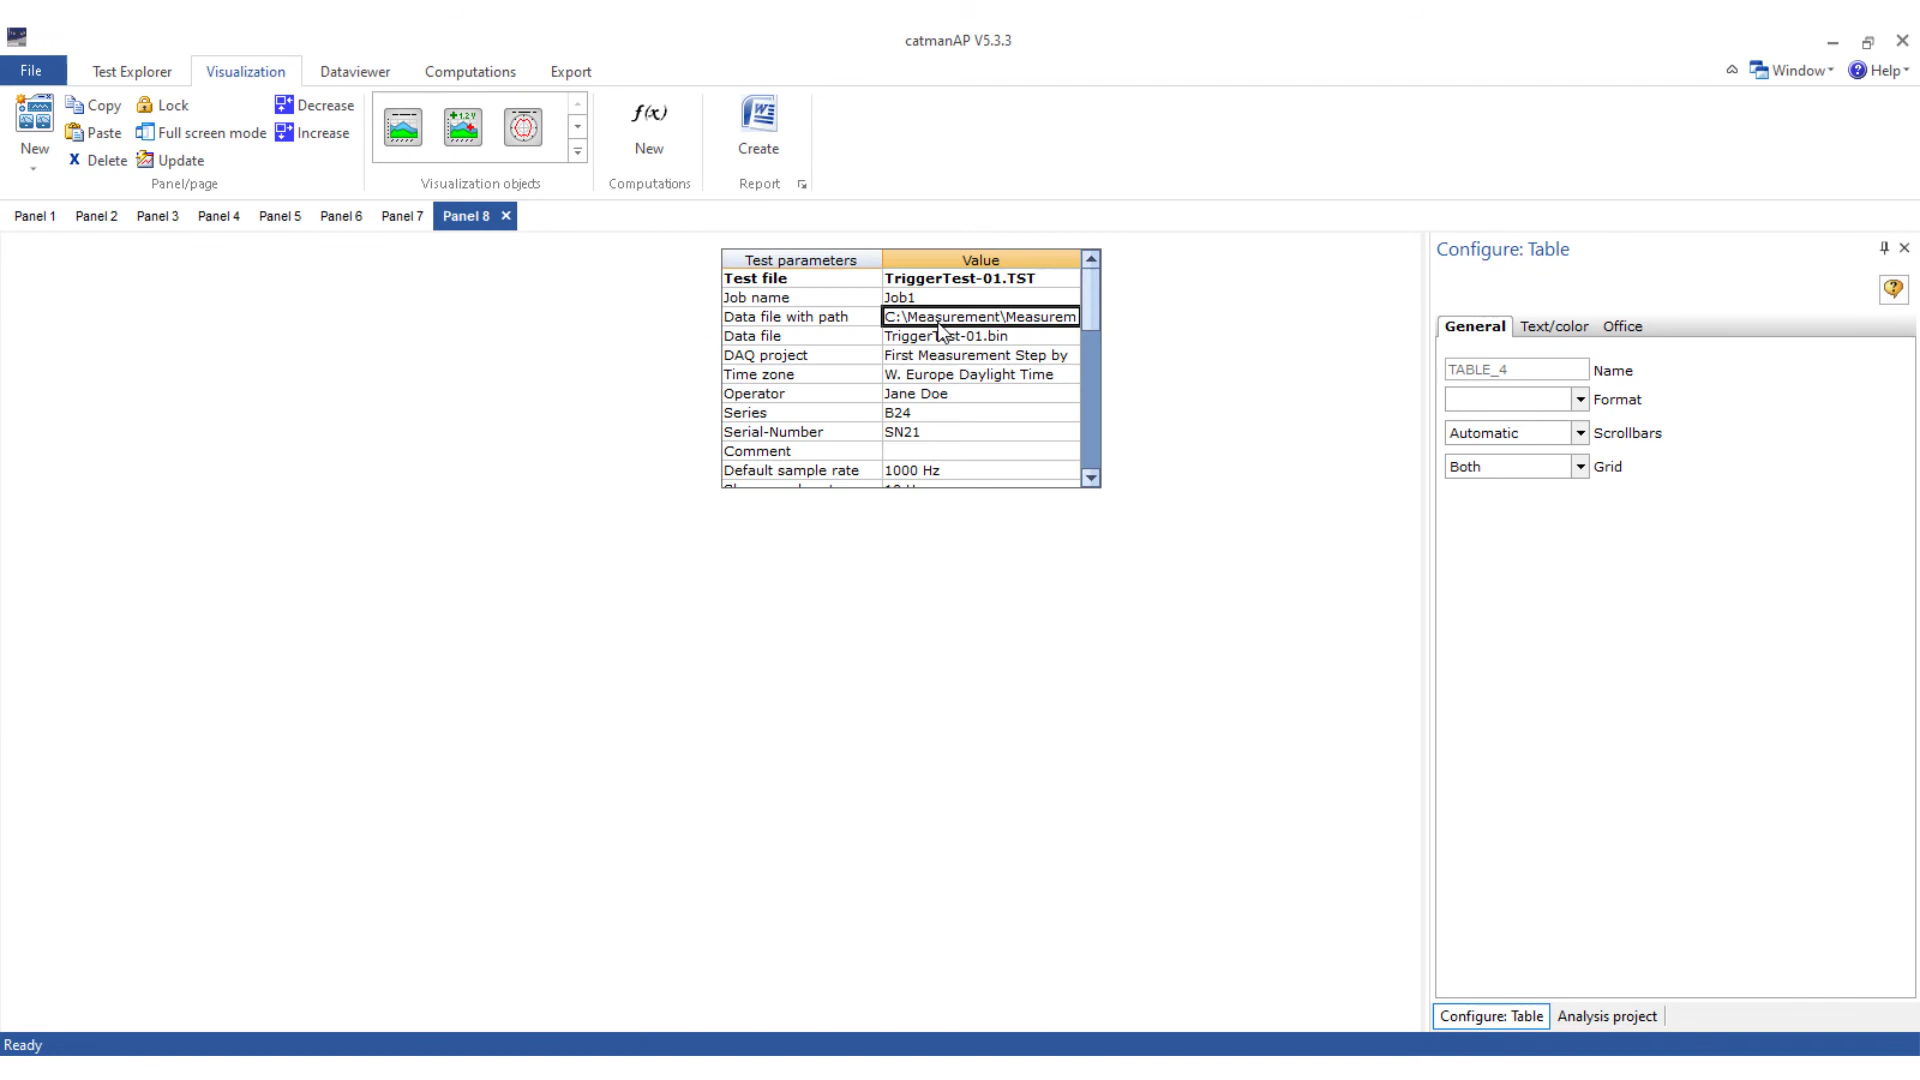 catmanAP V5.3.3
File Test Explorer Visualization Dataviewer Computations Export Window Help
New
Copy Lock Decrease
Paste Full screen mode Increase
X Delete Update
Panel/page
+1.2 V
Visualization objects
f(x)
New
Computations
W
Create
Report
Panel 1 Panel 2 Panel 3 Panel 4 Panel 5 Panel 6 Panel 7 Panel 8
Test parameters Value
Test file TriggerTest-01.TST
Job name Job1
Data file with path C:\Measurement\Measurem
Data file TriggerTest-01.bin
DAQ project First Measurement Step by
Time zone W. Europe Daylight Time
Operator Jane Doe
Series B24
Serial-Number SN21
Comment
Default sample rate 1000 Hz
Configure: Table
General Text/color Office
TABLE_4 Name
Format
Automatic Scrollbars
Both Grid
Configure: Table Analysis project
Ready